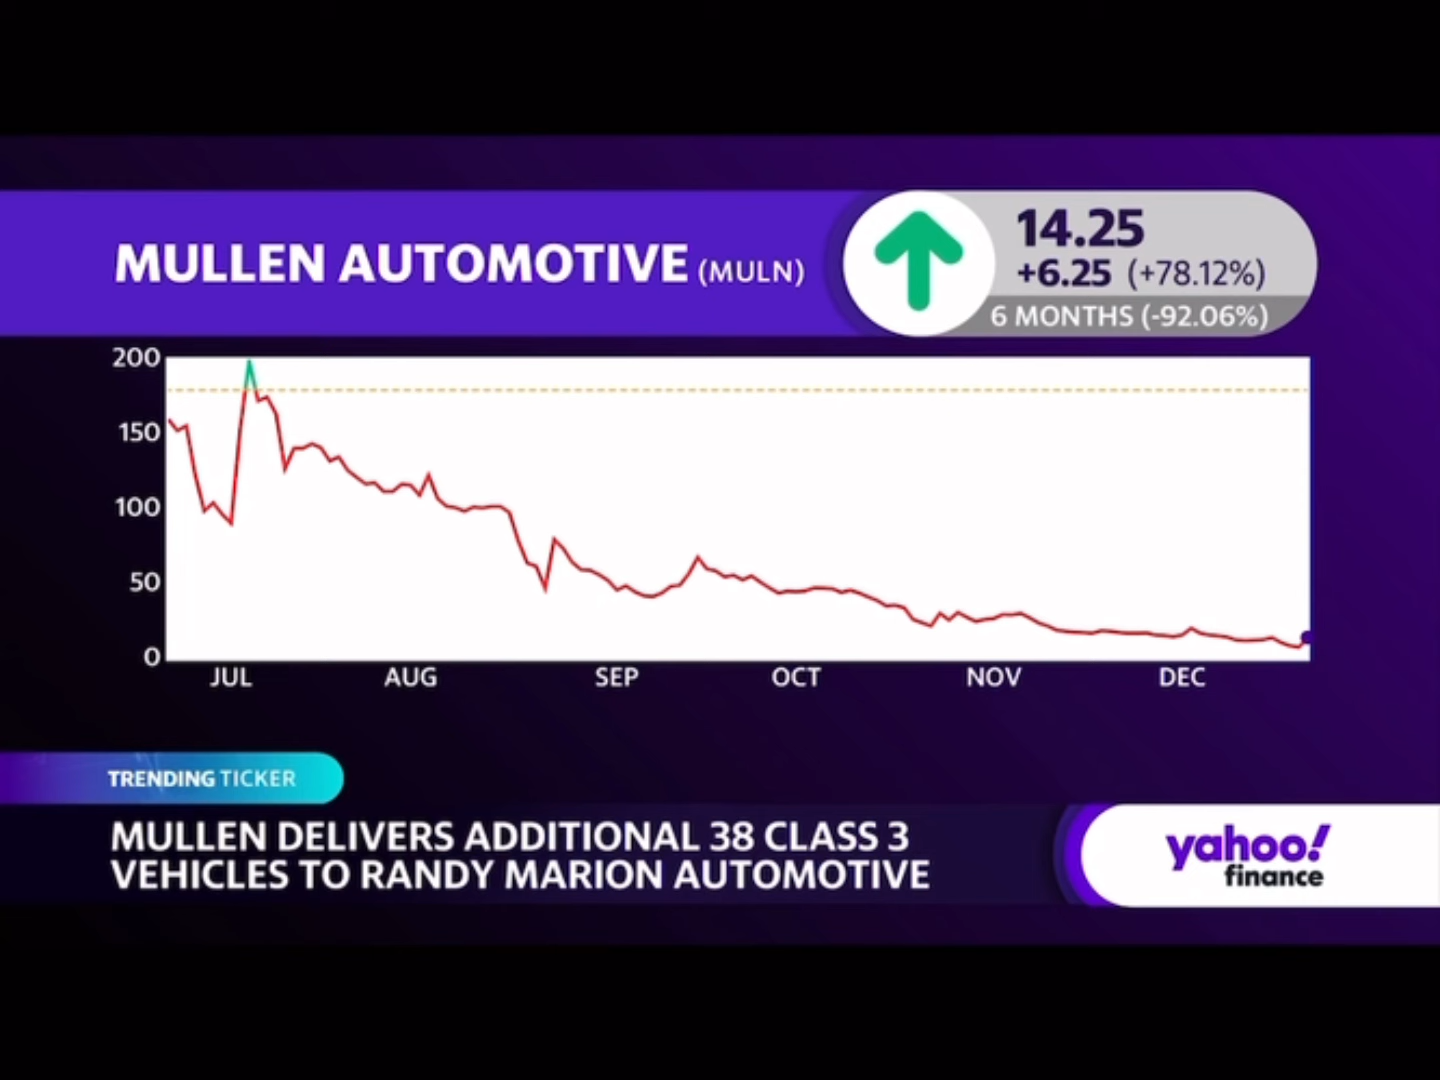 MULLEN AUTOMOTIVE (MULN)
14.25
+6.25 (+78.12%)
6 MONTHS (-92.06%)
200
150
100
50
0
JUL AUG SEP OCT NOV DEC
TRENDING TICKER
MULLEN DELIVERS ADDITIONAL 38 CLASS 3
VEHICLES TO RANDY MARION AUTOMOTIVE
yahoo!
finance